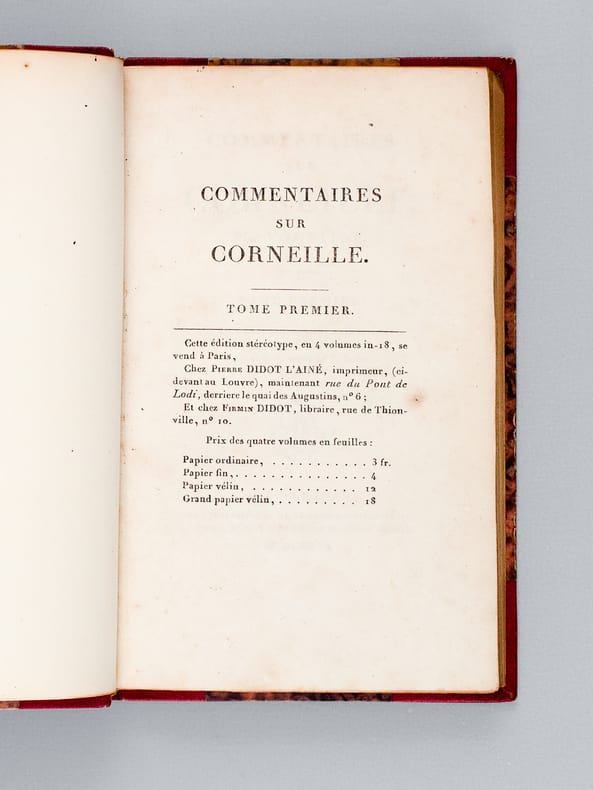 COMMENTAIRES
SUR
CORNEILLE.
TOME PREMIER.
Cette édition stéréotype, en 4 volumes in-18, se
vend à Paris,
Chez PIERRE DIDOT L'AINÉ, imprimeur, (ci-
devant au Louvre), maintenant rue du Pont de
Lodi, derriere le quai des Augustins, nº 6 ;
Et chez FIRMIN DIDOT, libraire, rue de Thion-
ville, nº 10.
Prix des quatre volumes en feuilles :
Papier ordinaire, . . . . . . . . . . . 3 fr.
Papier fin, . . . . . . . . . . . . . . . 4
Papier vélin, . . . . . . . . . . . . 12
Grand papier vélin, . . . . . . . . . 18